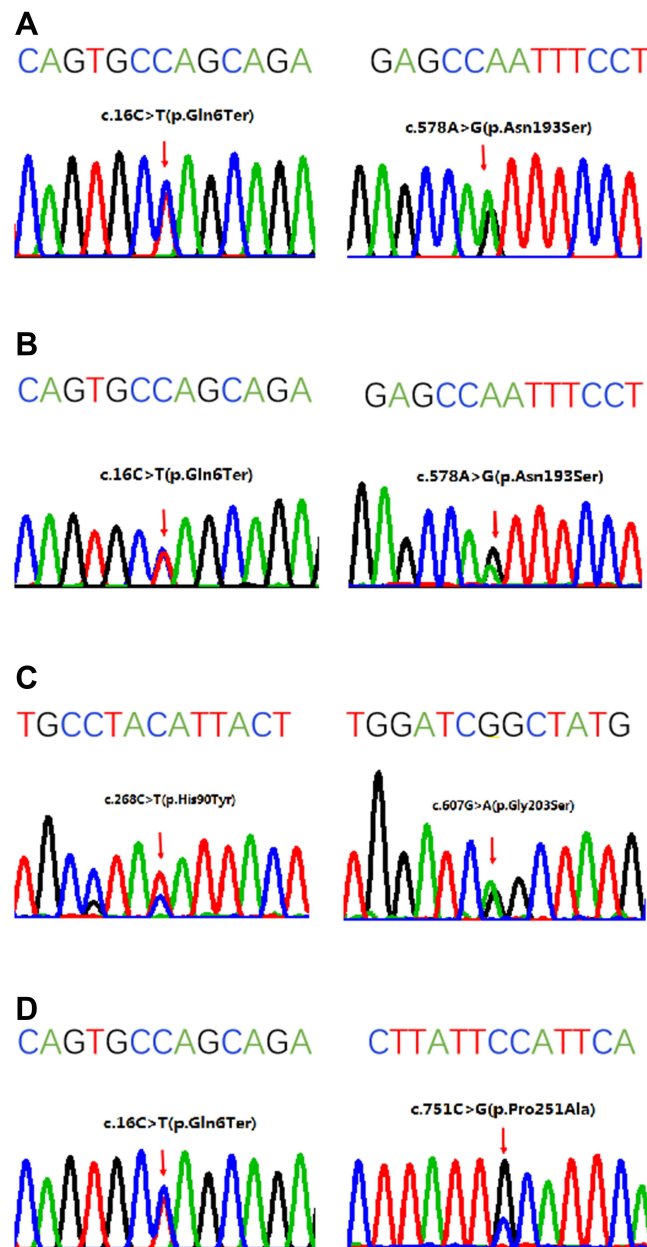 A
CAGTGCCAGCAGA GAGCCAATTTCCT
c.16C>T(p.Gln6Ter) c.578A>G(p.Asn193Ser)
B
CAGTGCCAGCAGA GAGCCAATTTCCT
c.16C>T(p.Gln6Ter) c.578A>G(p.Asn193Ser)
C
TGCCTACATTACT TGGATCGGCTATG
c.268C>T(p.His90Tyr) c.607G>A(p.Gly203Ser)
D
CAGTGCCAGCAGA CTTATTCCATTCA
c.16C>T(p.Gln6Ter) c.751C>G(p.Pro251Ala)